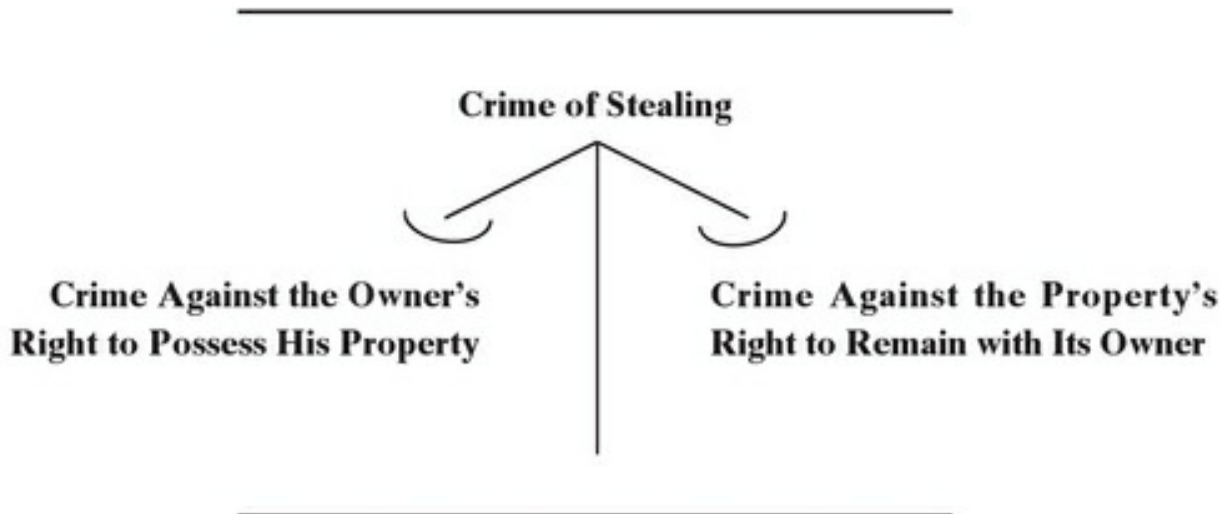 Crime of Stealing
Crime Against the Owner's
Right to Possess His Property
Crime Against the Property's
Right to Remain with Its Owner